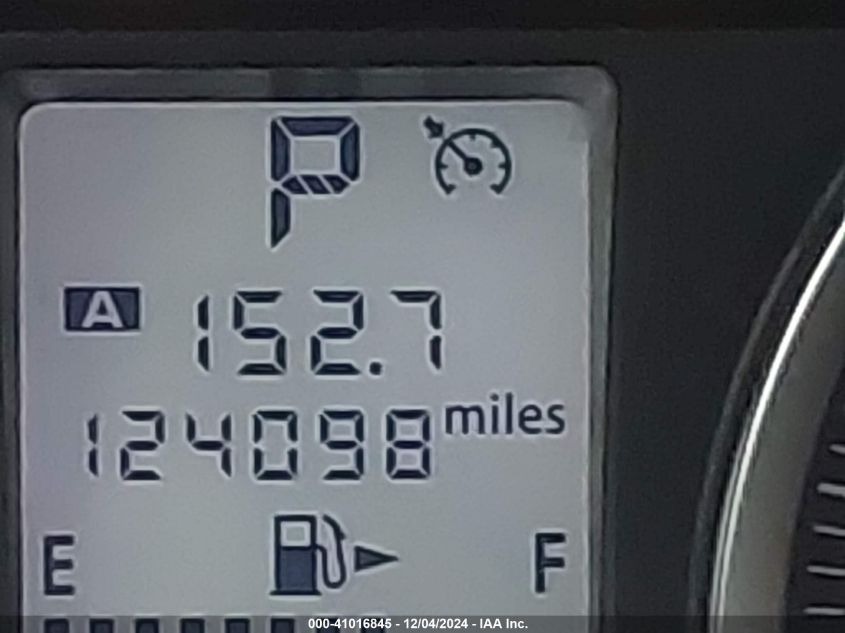 P
A 152.7
124098 miles
E F
000-41016845 - 12/04/2024 - IAA Inc.